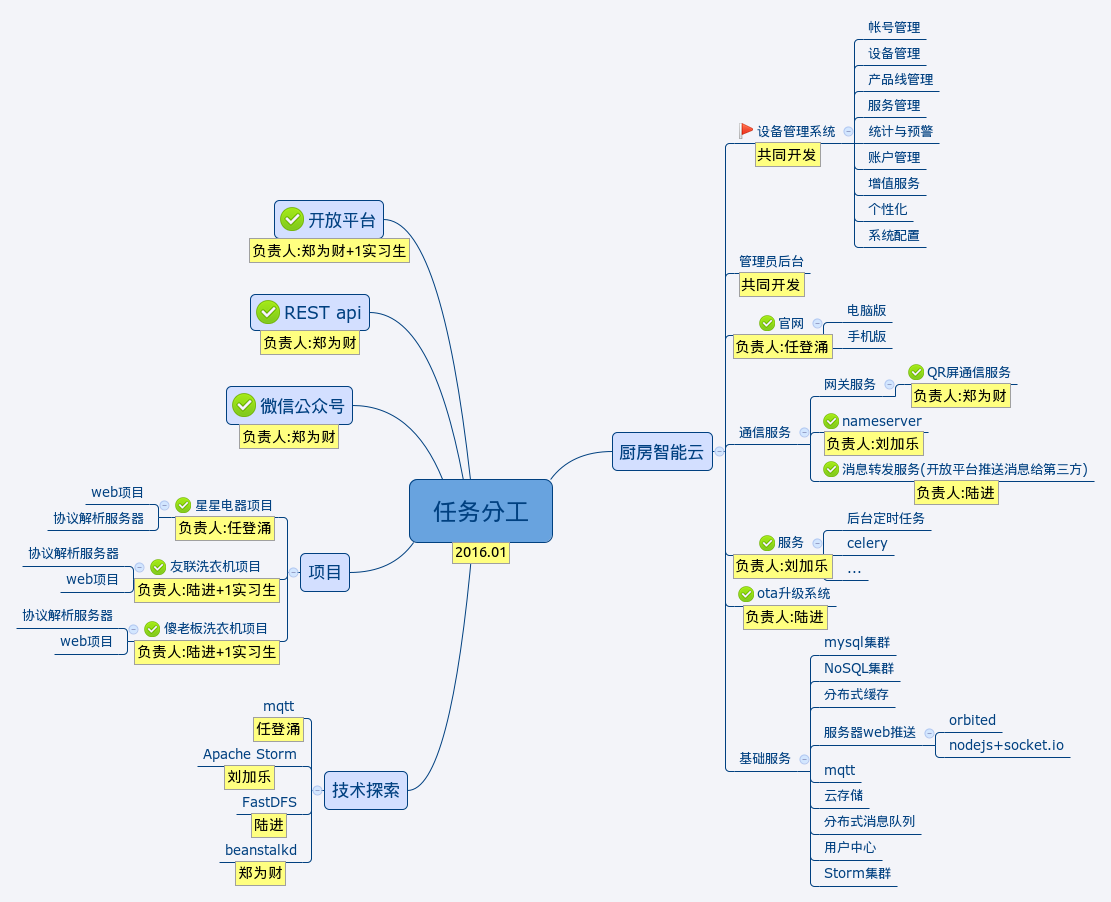 任务分工
2016.01
开放平台
负责人:郑为财+1实习生
REST api
负责人:郑为财
微信公众号
负责人:郑为财
项目
星星电器项目
负责人:任登涌
web项目
协议解析服务器
友联洗衣机项目
负责人:陆进+1实习生
协议解析服务器
web项目
傻老板洗衣机项目
负责人:陆进+1实习生
协议解析服务器
web项目
技术探索
mqtt
任登涌
Apache Storm
刘加乐
FastDFS
陆进
beanstalkd
郑为财
厨房智能云
设备管理系统
共同开发
帐号管理
设备管理
产品线管理
服务管理
统计与预警
账户管理
增值服务
个性化
系统配置
管理员后台
共同开发
官网
负责人:任登涌
电脑版
手机版
通信服务
网关服务
QR屏通信服务
负责人:郑为财
nameserver
负责人:刘加乐
消息转发服务(开放平台推送消息给第三方)
负责人:陆进
服务
负责人:刘加乐
后台定时任务
celery
...
ota升级系统
负责人:陆进
基础服务
mysql集群
NoSQL集群
分布式缓存
服务器web推送
orbited
nodejs+socket.io
mqtt
云存储
分布式消息队列
用户中心
Storm集群